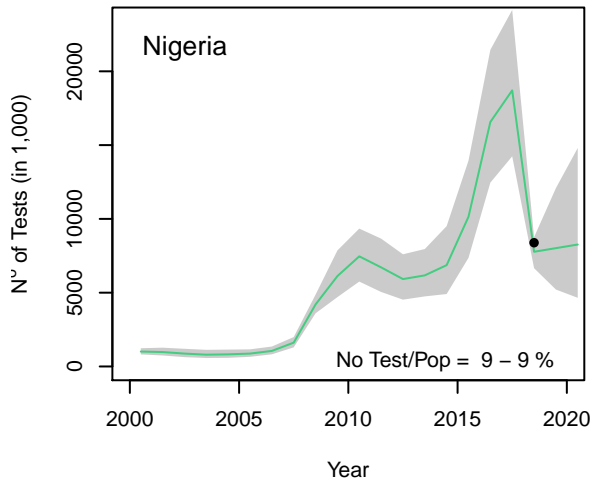 Nigeria
N° of Tests (in 1,000)
20000
10000
5000
0
No Test/Pop = 9 − 9 %
2000 2005 2010 2015 2020
Year